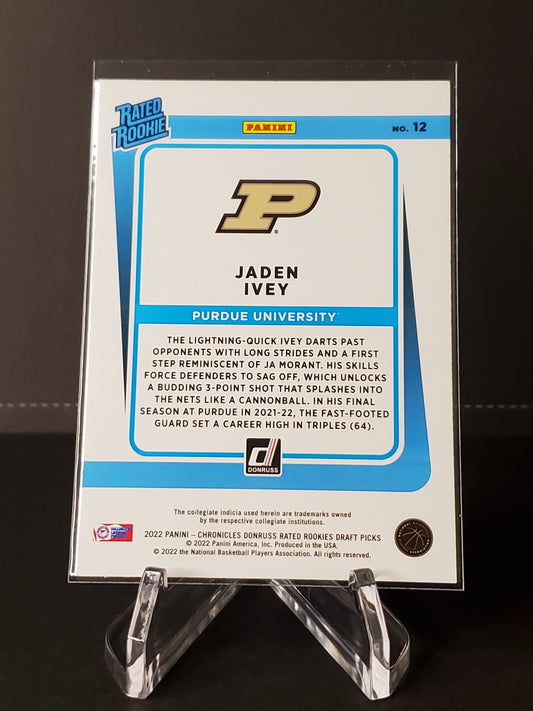 RATED
ROOKIE
PANINI
NO. 12
P
JADEN
IVEY
PURDUE UNIVERSITY
THE LIGHTNING-QUICK IVEY DARTS PAST
OPPONENTS WITH LONG STRIDES AND A FIRST
STEP REMINISCENT OF JA MORANT. HIS SKILLS
FORCE DEFENDERS TO SAG OFF, WHICH UNLOCKS
A BUDDING 3-POINT SHOT THAT SPLASHES INTO
THE NETS LIKE A CANNONBALL. IN HIS FINAL
SEASON AT PURDUE IN 2021-22, THE FAST-FOOTED
GUARD SET A CAREER HIGH IN TRIPLES (64).
d
DONRUSS
The collegiate indicia used herein are trademarks owned
by the respective collegiate institutions.
2022 PANINI – CHRONICLES DONRUSS RATED ROOKIES DRAFT PICKS
© 2022 Panini America, Inc. Produced in the USA.
© 2022 the National Basketball Players Association. All rights reserved.